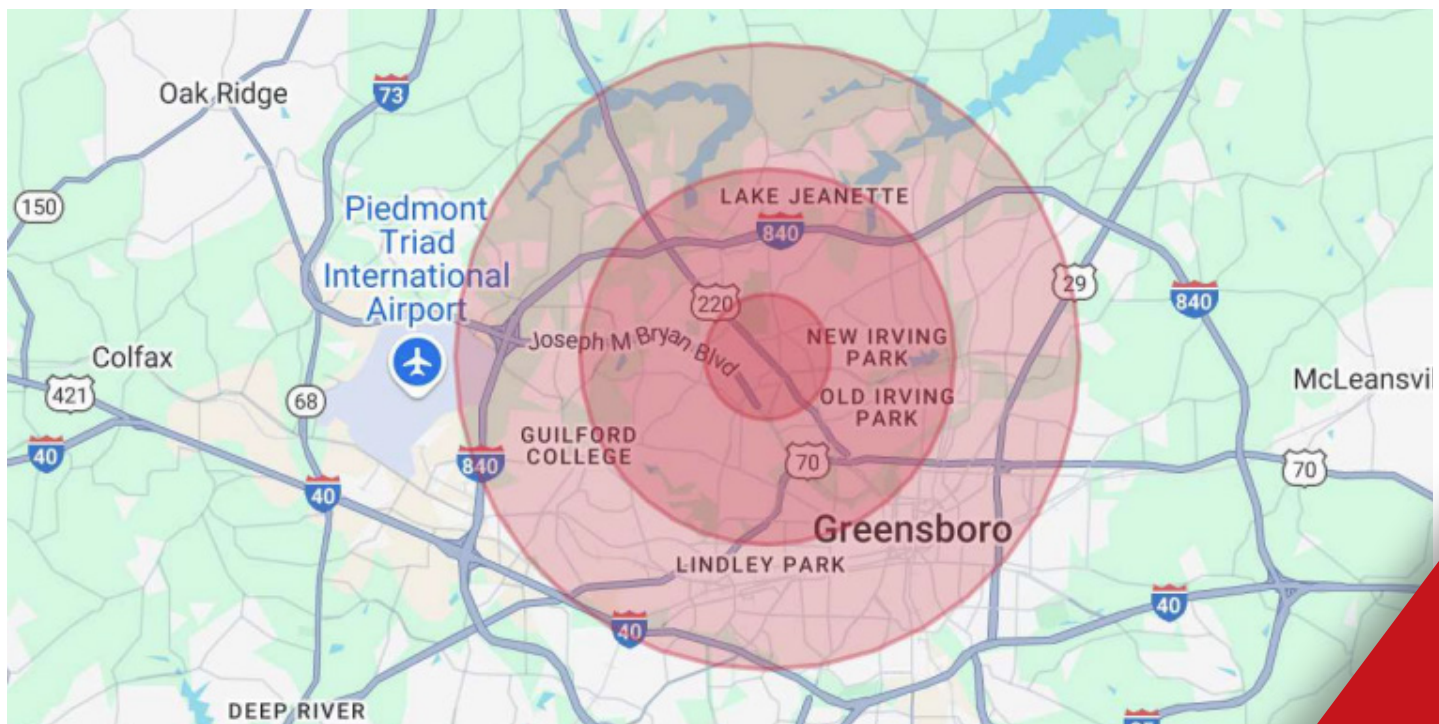 Oak Ridge
73
150
LAKE JEANETTE
840
Piedmont
Triad
International
Airport
29
840
220
Joseph M Bryan Blvd
NEW IRVING
PARK
Colfax
421
68
OLD IRVING
PARK
McLeansvil
GUILFORD
COLLEGE
40
840
70
70
40
Greensboro
LINDLEY PARK
40
40
DEEP RIVER